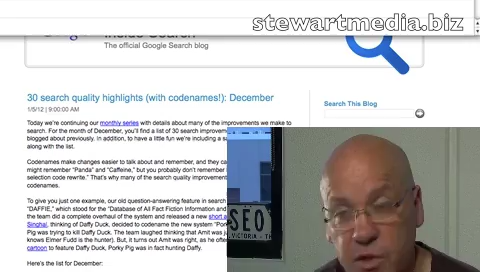 stewartmedia.biz
Inside Search
The official Google Search blog
30 search quality highlights (with codenames!): December
1/5/12 | 9:00:00 AM
Search This Blog
Today we're continuing our monthly series with details about many of the improvements we make to
search. For the month of December, you'll find a list of 30 search improvem
blogged about previously. In addition, to have a little fun we're including a s
along with the list.
Codenames make changes easier to talk about and remember, and they ca
might remember "Panda" and "Caffeine," but you probably don't remember
selection code rewrite." That's why many of the search quality improvemen
codenames.
To give you just one example, our old question-answering feature in search
"DAFFIE," which stood for the "Database of All Fact Fiction Information and
the team did a complete overhaul of the system and released a new short a
Singhal, thinking of Daffy Duck, decided to codename the new system "Por
Pig was trying to kill Daffy Duck. The team laughed thinking that Amit was j
knows Elmer Fudd is the hunter). But, it turns out Amit was right, as he ofte
cartoon to feature Daffy Duck, Porky Pig was in fact hunting Daffy.
Here's the list for December:
SEO
VICTORIA - TH